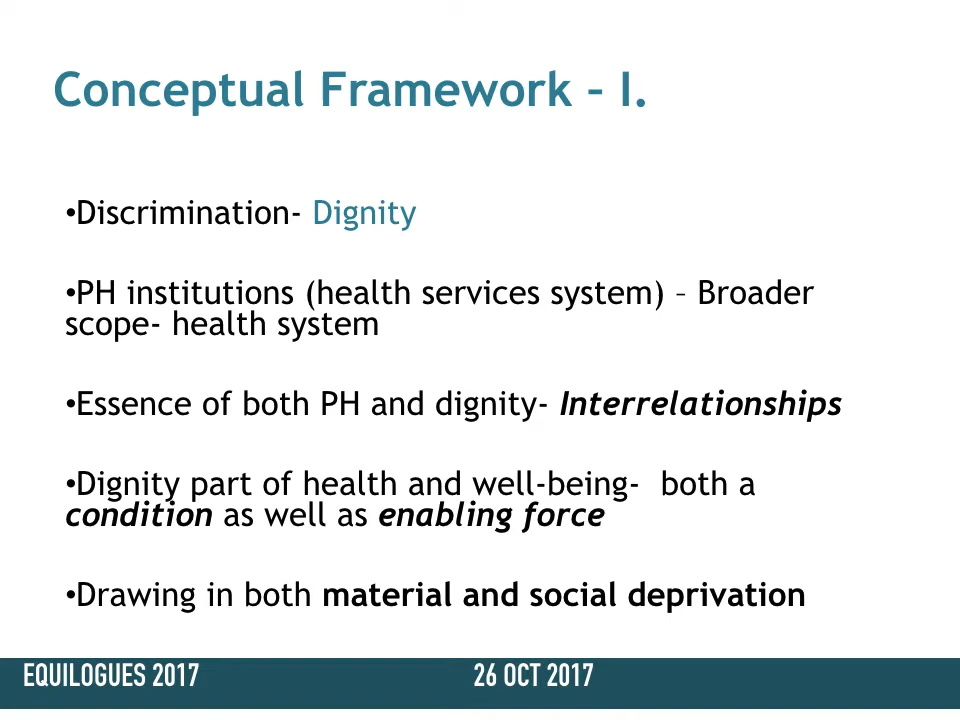 Conceptual Framework – I.
•Discrimination- Dignity
•PH institutions (health services system) – Broader
scope- health system
•Essence of both PH and dignity- Interrelationships
•Dignity part of health and well-being-  both a
condition as well as enabling force
•Drawing in both material and social deprivation
EQUILOGUES 2017 26 OCT 2017